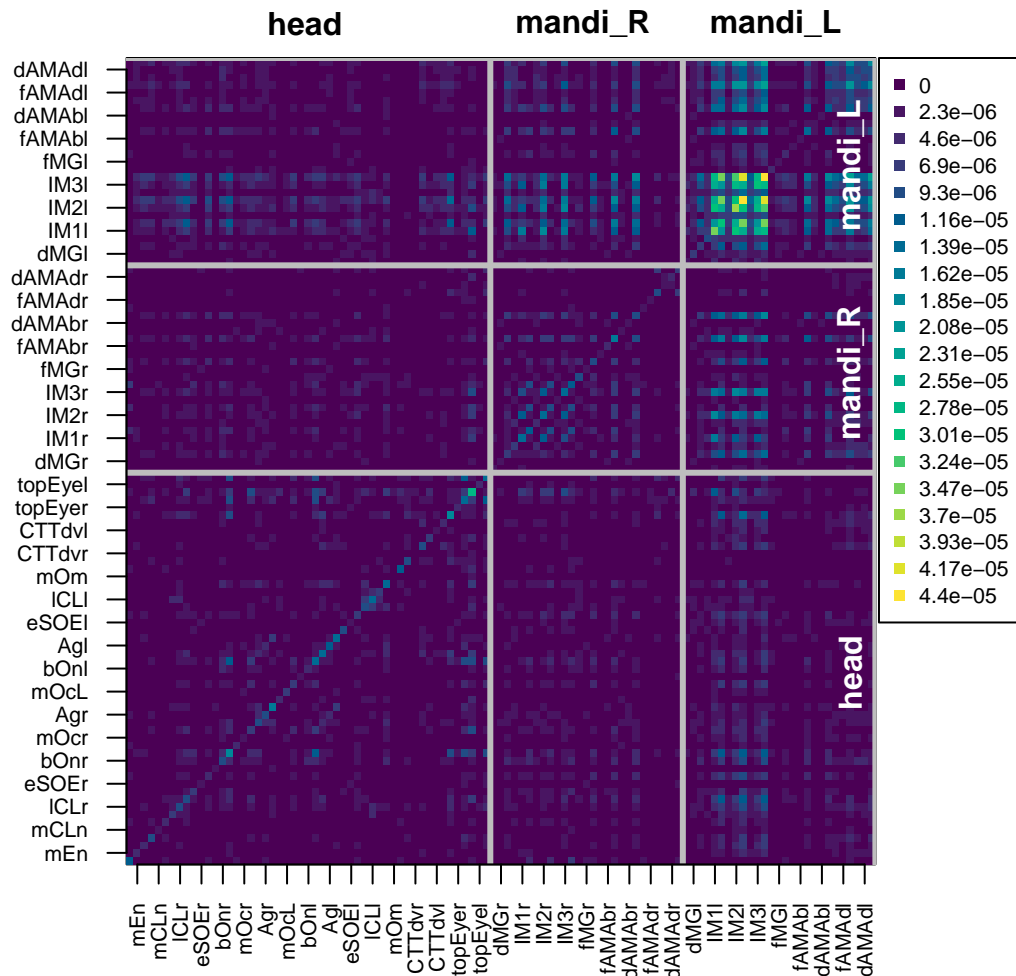 head
mandi_R
mandi_L
dAMAdl
fAMAdl
dAMAbl
fAMAbl
fMGl
IM3l
IM2l
IM1l
dMGl
dAMAdr
fAMAdr
dAMAbr
fAMAbr
fMGr
IM3r
IM2r
IM1r
dMGr
topEyel
topEyer
CTTdvl
CTTdvr
mOm
lCLl
eSOEl
Agl
bOnl
mOcL
Agr
mOcr
bOnr
eSOEr
lCLr
mCLn
mEn
mandi_L
mandi_R
head
0
2.3e−06
4.6e−06
6.9e−06
9.3e−06
1.16e−05
1.39e−05
1.62e−05
1.85e−05
2.08e−05
2.31e−05
2.55e−05
2.78e−05
3.01e−05
3.24e−05
3.47e−05
3.7e−05
3.93e−05
4.17e−05
4.4e−05
mEn
mCLn
lCLr
eSOEr
bOnr
mOcr
Agr
mOcL
bOnl
Agl
eSOEl
lCLl
mOm
CTTdvr
CTTdvl
topEyer
topEyel
dMGr
IM1r
IM2r
IM3r
fMGr
fAMAbr
dAMAbr
fAMAdr
dAMAdr
dMGl
IM1l
IM2l
IM3l
fMGl
fAMAbl
dAMAbl
fAMAdl
dAMAdl